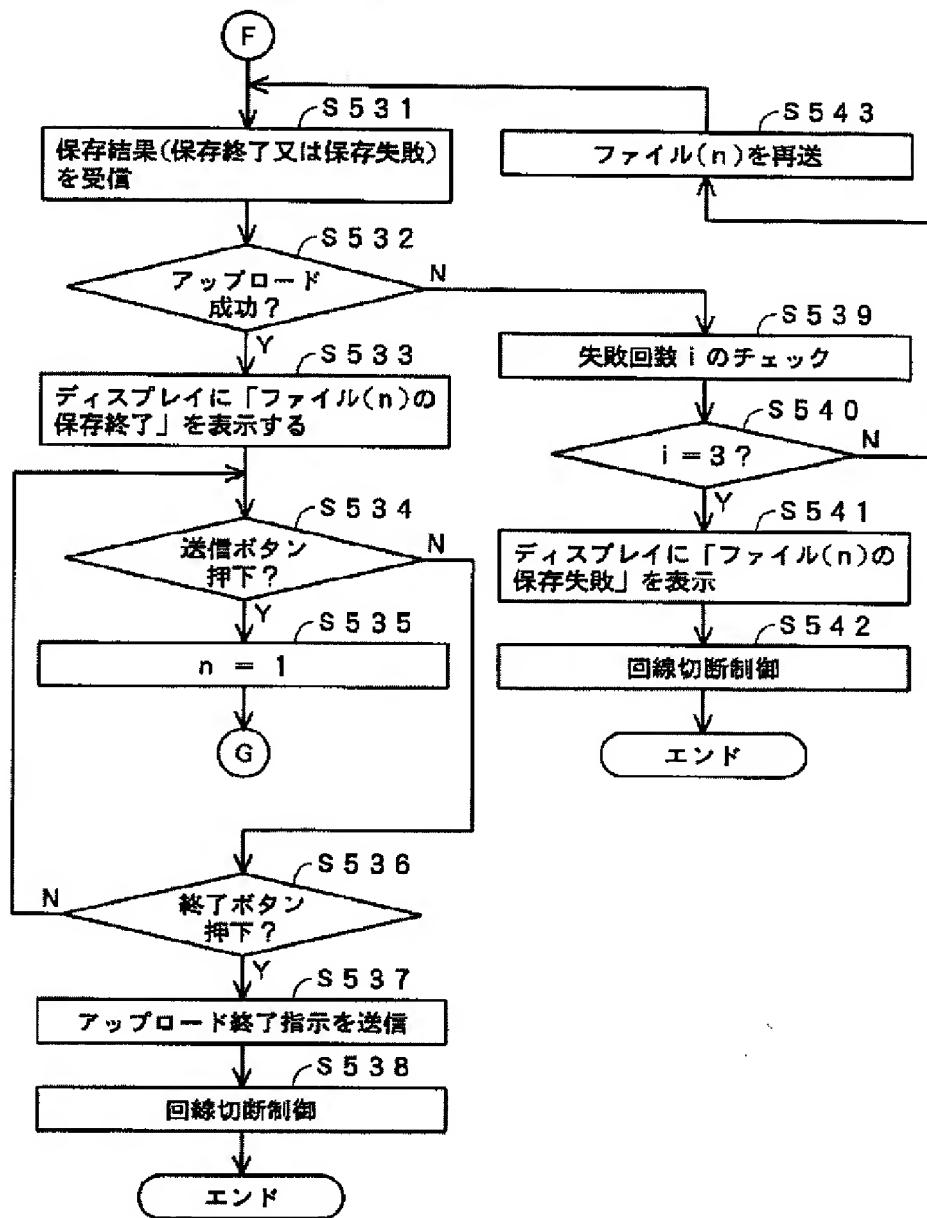 F
S531
保存結果(保存終了又は保存失敗)
を受信
S532
アップロード
成功?
N
Y
S533
ディスプレイに「ファイル(n)の
保存終了」を表示する
S534
送信ボタン
押下?
N
Y
S535
n = 1
G
S536
終了ボタン
押下?
N
Y
S537
アップロード終了指示を送信
S538
回線切断制御
エンド
S543
ファイル(n)を再送
S539
失敗回数iのチェック
S540
i=3?
N
Y
S541
ディスプレイに「ファイル(n)の
保存失敗」を表示
S542
回線切断制御
エンド